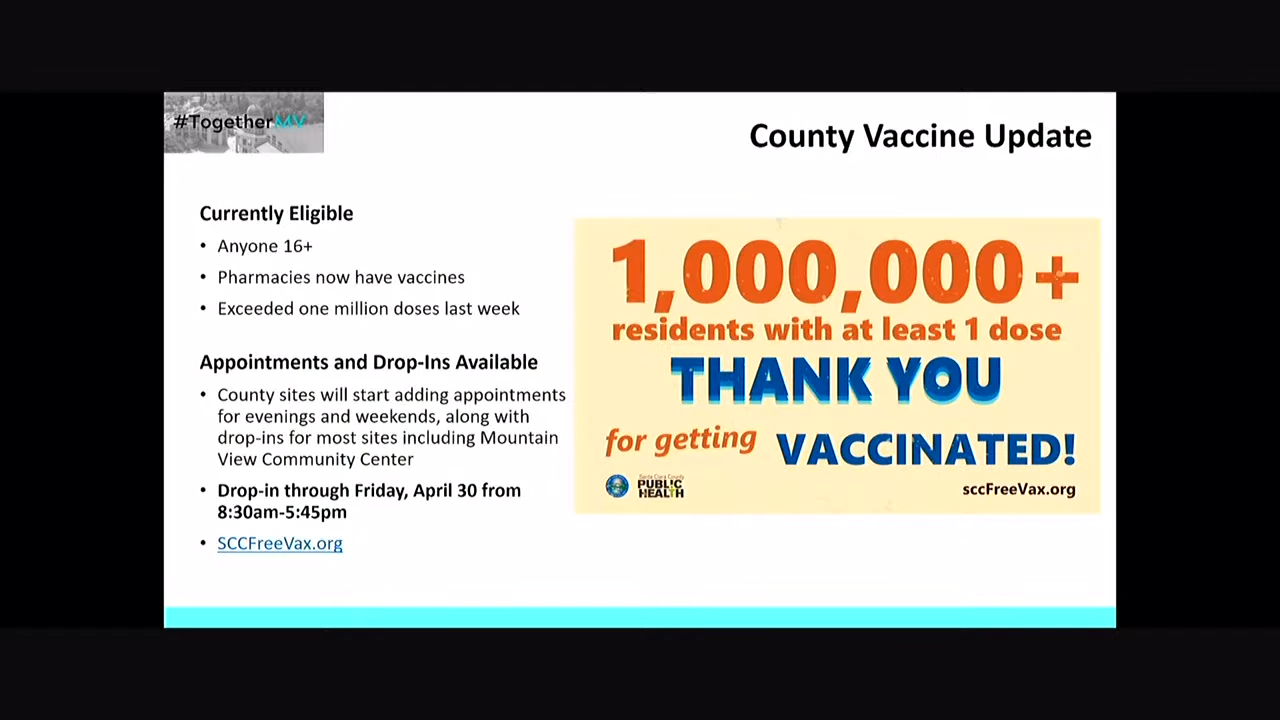 #TogetherMV
County Vaccine Update
Currently Eligible
• Anyone 16+
• Pharmacies now have vaccines
• Exceeded one million doses last week
Appointments and Drop-Ins Available
• County sites will start adding appointments
for evenings and weekends, along with
drop-ins for most sites including Mountain
View Community Center
• Drop-in through Friday, April 30 from
8:30am-5:45pm
• SCCFreeVax.org
1,000,000+
residents with at least 1 dose
THANK YOU
for getting VACCINATED!
Santa Clara County
PUBLIC
HEALTH
sccFreeVax.org